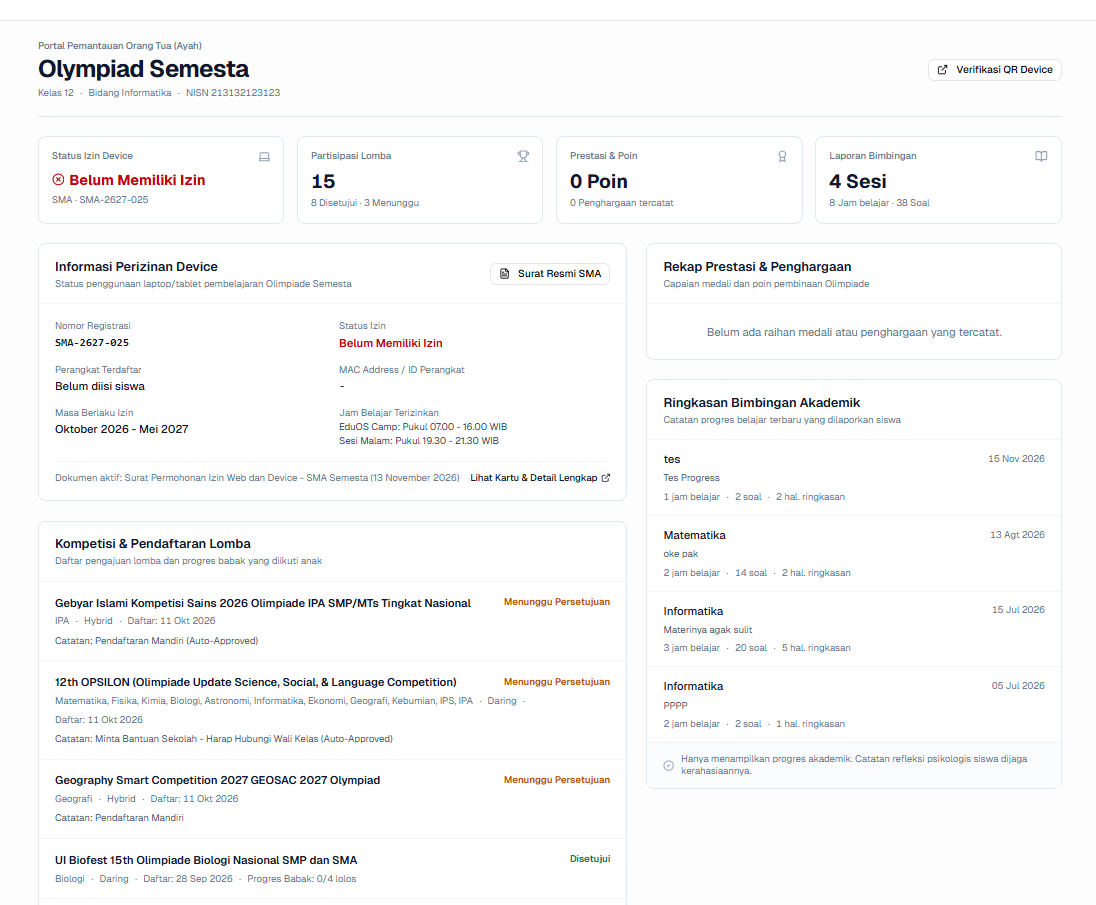 Portal Pemantauan Orang Tua (Ayah)
Olympiad Semesta
Kelas 12 · Bidang Informatika · NISN 213132123123
Verifikasi QR Device
Status Izin Device
Belum Memiliki Izin
SMA · SMA-2627-025
Partisipasi Lomba
15
8 Disetujui · 3 Menunggu
Prestasi & Poin
0 Poin
0 Penghargaan tercatat
Laporan Bimbingan
4 Sesi
8 Jam belajar · 38 Soal
Informasi Perizinan Device
Status penggunaan laptop/tablet pembelajaran Olimpiade Semesta
Surat Resmi SMA
Nomor Registrasi
SMA-2627-025
Status Izin
Belum Memiliki Izin
Perangkat Terdaftar
Belum diisi siswa
MAC Address / ID Perangkat
-
Masa Berlaku Izin
Oktober 2026 - Mei 2027
Jam Belajar Terizinkan
EduOS Camp: Pukul 07.00 - 16.00 WIB
Sesi Malam: Pukul 19.30 - 21.30 WIB
Dokumen aktif: Surat Permohonan Izin Web dan Device - SMA Semesta (13 November 2026)
Lihat Kartu & Detail Lengkap
Kompetisi & Pendaftaran Lomba
Daftar pengajuan lomba dan progres babak yang diikuti anak
Gebyar Islami Kompetisi Sains 2026 Olimpiade IPA SMP/MTs Tingkat Nasional
Menunggu Persetujuan
IPA · Hybrid · Daftar: 11 Okt 2026
Catatan: Pendaftaran Mandiri (Auto-Approved)
12th OPSILON (Olimpiade Update Science, Social, & Language Competition)
Menunggu Persetujuan
Matematika, Fisika, Kimia, Biologi, Astronomi, Informatika, Ekonomi, Geografi, Kebumian, IPS, IPA · Daring ·
Daftar: 11 Okt 2026
Catatan: Minta Bantuan Sekolah - Harap Hubungi Wali Kelas (Auto-Approved)
Geography Smart Competition 2027 GEOSAC 2027 Olympiad
Menunggu Persetujuan
Geografi · Hybrid · Daftar: 11 Okt 2026
Catatan: Pendaftaran Mandiri
UI Biofest 15th Olimpiade Biologi Nasional SMP dan SMA
Disetujui
Biologi · Daring · Daftar: 28 Sep 2026 · Progres Babak: 0/4 lolos
Rekap Prestasi & Penghargaan
Capaian medali dan poin pembinaan Olimpiade
Belum ada raihan medali atau penghargaan yang tercatat.
Ringkasan Bimbingan Akademik
Catatan progres belajar terbaru yang dilaporkan siswa
tes
15 Nov 2026
Tes Progress
1 jam belajar · 2 soal · 2 hal. ringkasan
Matematika
13 Agt 2026
oke pak
2 jam belajar · 14 soal · 2 hal. ringkasan
Informatika
15 Jul 2026
Materinya agak sulit
3 jam belajar · 20 soal · 5 hal. ringkasan
Informatika
05 Jul 2026
PPPP
2 jam belajar · 2 soal · 1 hal. ringkasan
Hanya menampilkan progres akademik. Catatan refleksi psikologis siswa dijaga
kerahasiaannya.